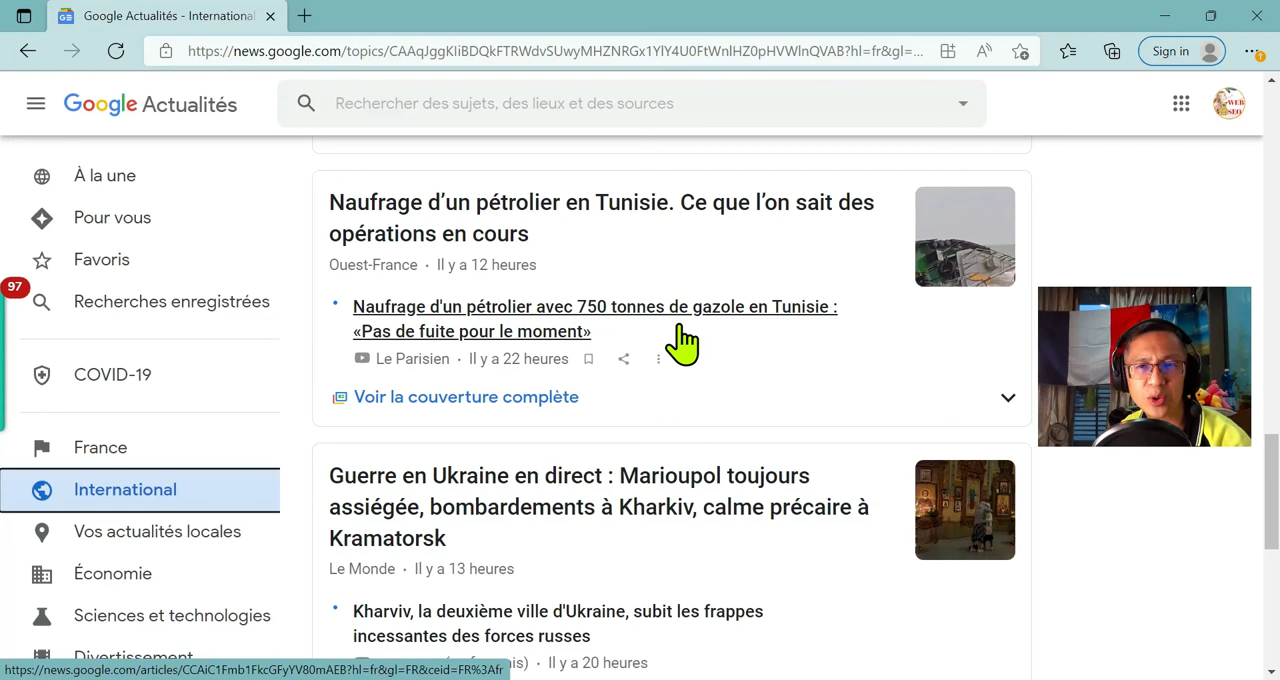 Google Actualités - International
https://news.google.com/topics/CAAqJggKIiBDQkFTRWdvSUwyMHZNRGx1YlY4U0FtWnlHZ0pHVWlnQVAB?hl=fr&gl=...
Sign in
Google Actualités
Rechercher des sujets, des lieux et des sources
WEB
SEO
À la une
Pour vous
Favoris
97
Recherches enregistrées
COVID-19
France
International
Vos actualités locales
Économie
Sciences et technologies
Divertissement
Naufrage d'un pétrolier en Tunisie. Ce que l'on sait des
opérations en cours
Ouest-France · Il y a 12 heures
Naufrage d'un pétrolier avec 750 tonnes de gazole en Tunisie :
«Pas de fuite pour le moment»
Le Parisien · Il y a 22 heures
Voir la couverture complète
Guerre en Ukraine en direct : Marioupol toujours
assiégée, bombardements à Kharkiv, calme précaire à
Kramatorsk
Le Monde · Il y a 13 heures
Kharviv, la deuxième ville d'Ukraine, subit les frappes
incessantes des forces russes
· Il y a 20 heures
https://news.google.com/articles/CCAiC1Fmb1FkcGFyYV80mAEB?hl=fr&gl=FR&ceid=FR%3Afr